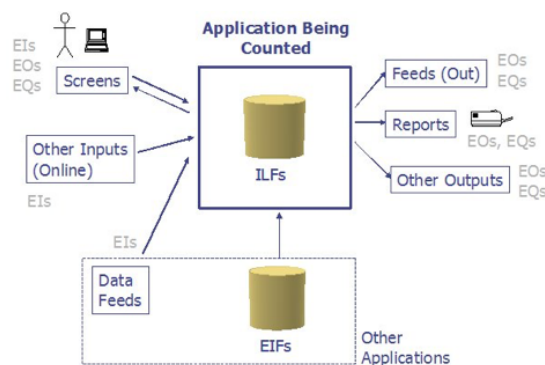 Application Being
Counted
EIs
EOs
EQs
Screens
Other Inputs
(Online)
EIs
EIs
Data
Feeds
ILFs
EIFs
Feeds (Out)
EOs
EQs
Reports
EOs, EQs
Other Outputs
EOs
EQs
Other
Applications